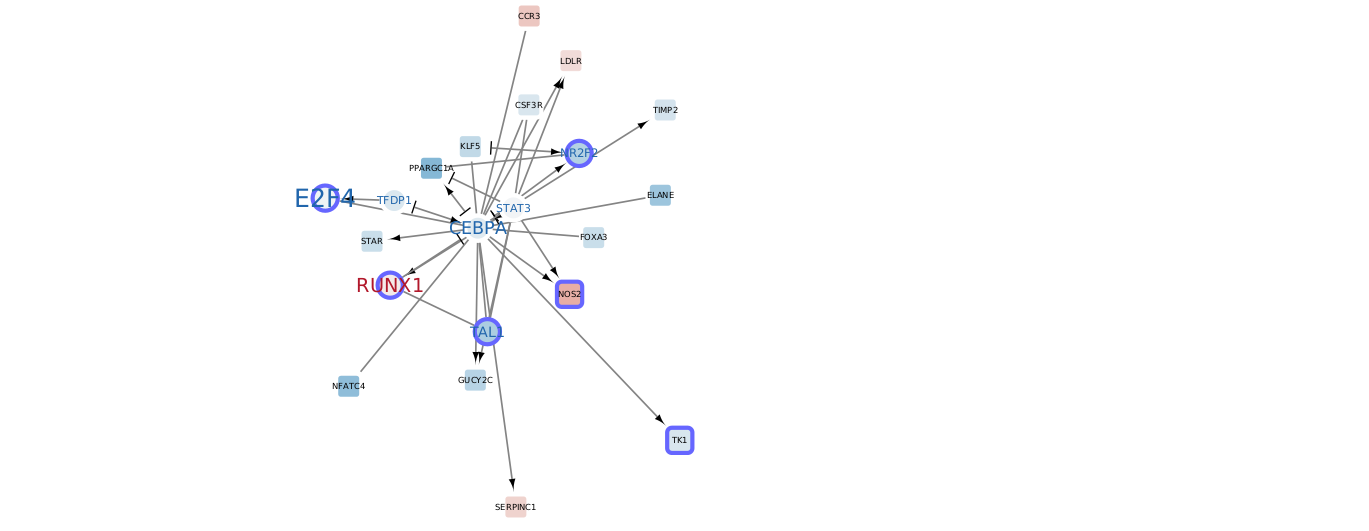 CCR3
LDLR
CSF3R
TIMP2
KLF5
NR2F2
PPARGC1A
E2F4
TFDP1
ELANE
STAT3
CEBPA
STAR
FOXA3
RUNX1
NOS2
TAL1
GUCY2C
NFATC4
TK1
SERPINC1